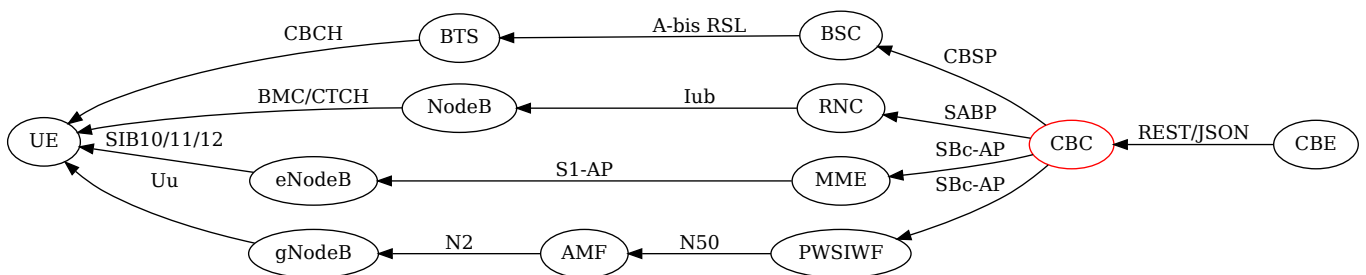 CBCH
BTS
A-bis RSL
BSC
CBSP
BMC/CTCH
NodeB
Iub
RNC
SABP
UE
SIB10/11/12
CBC
REST/JSON
CBE
SBc-AP
Uu
eNodeB
S1-AP
MME
SBc-AP
gNodeB
N2
AMF
N50
PWSIWF